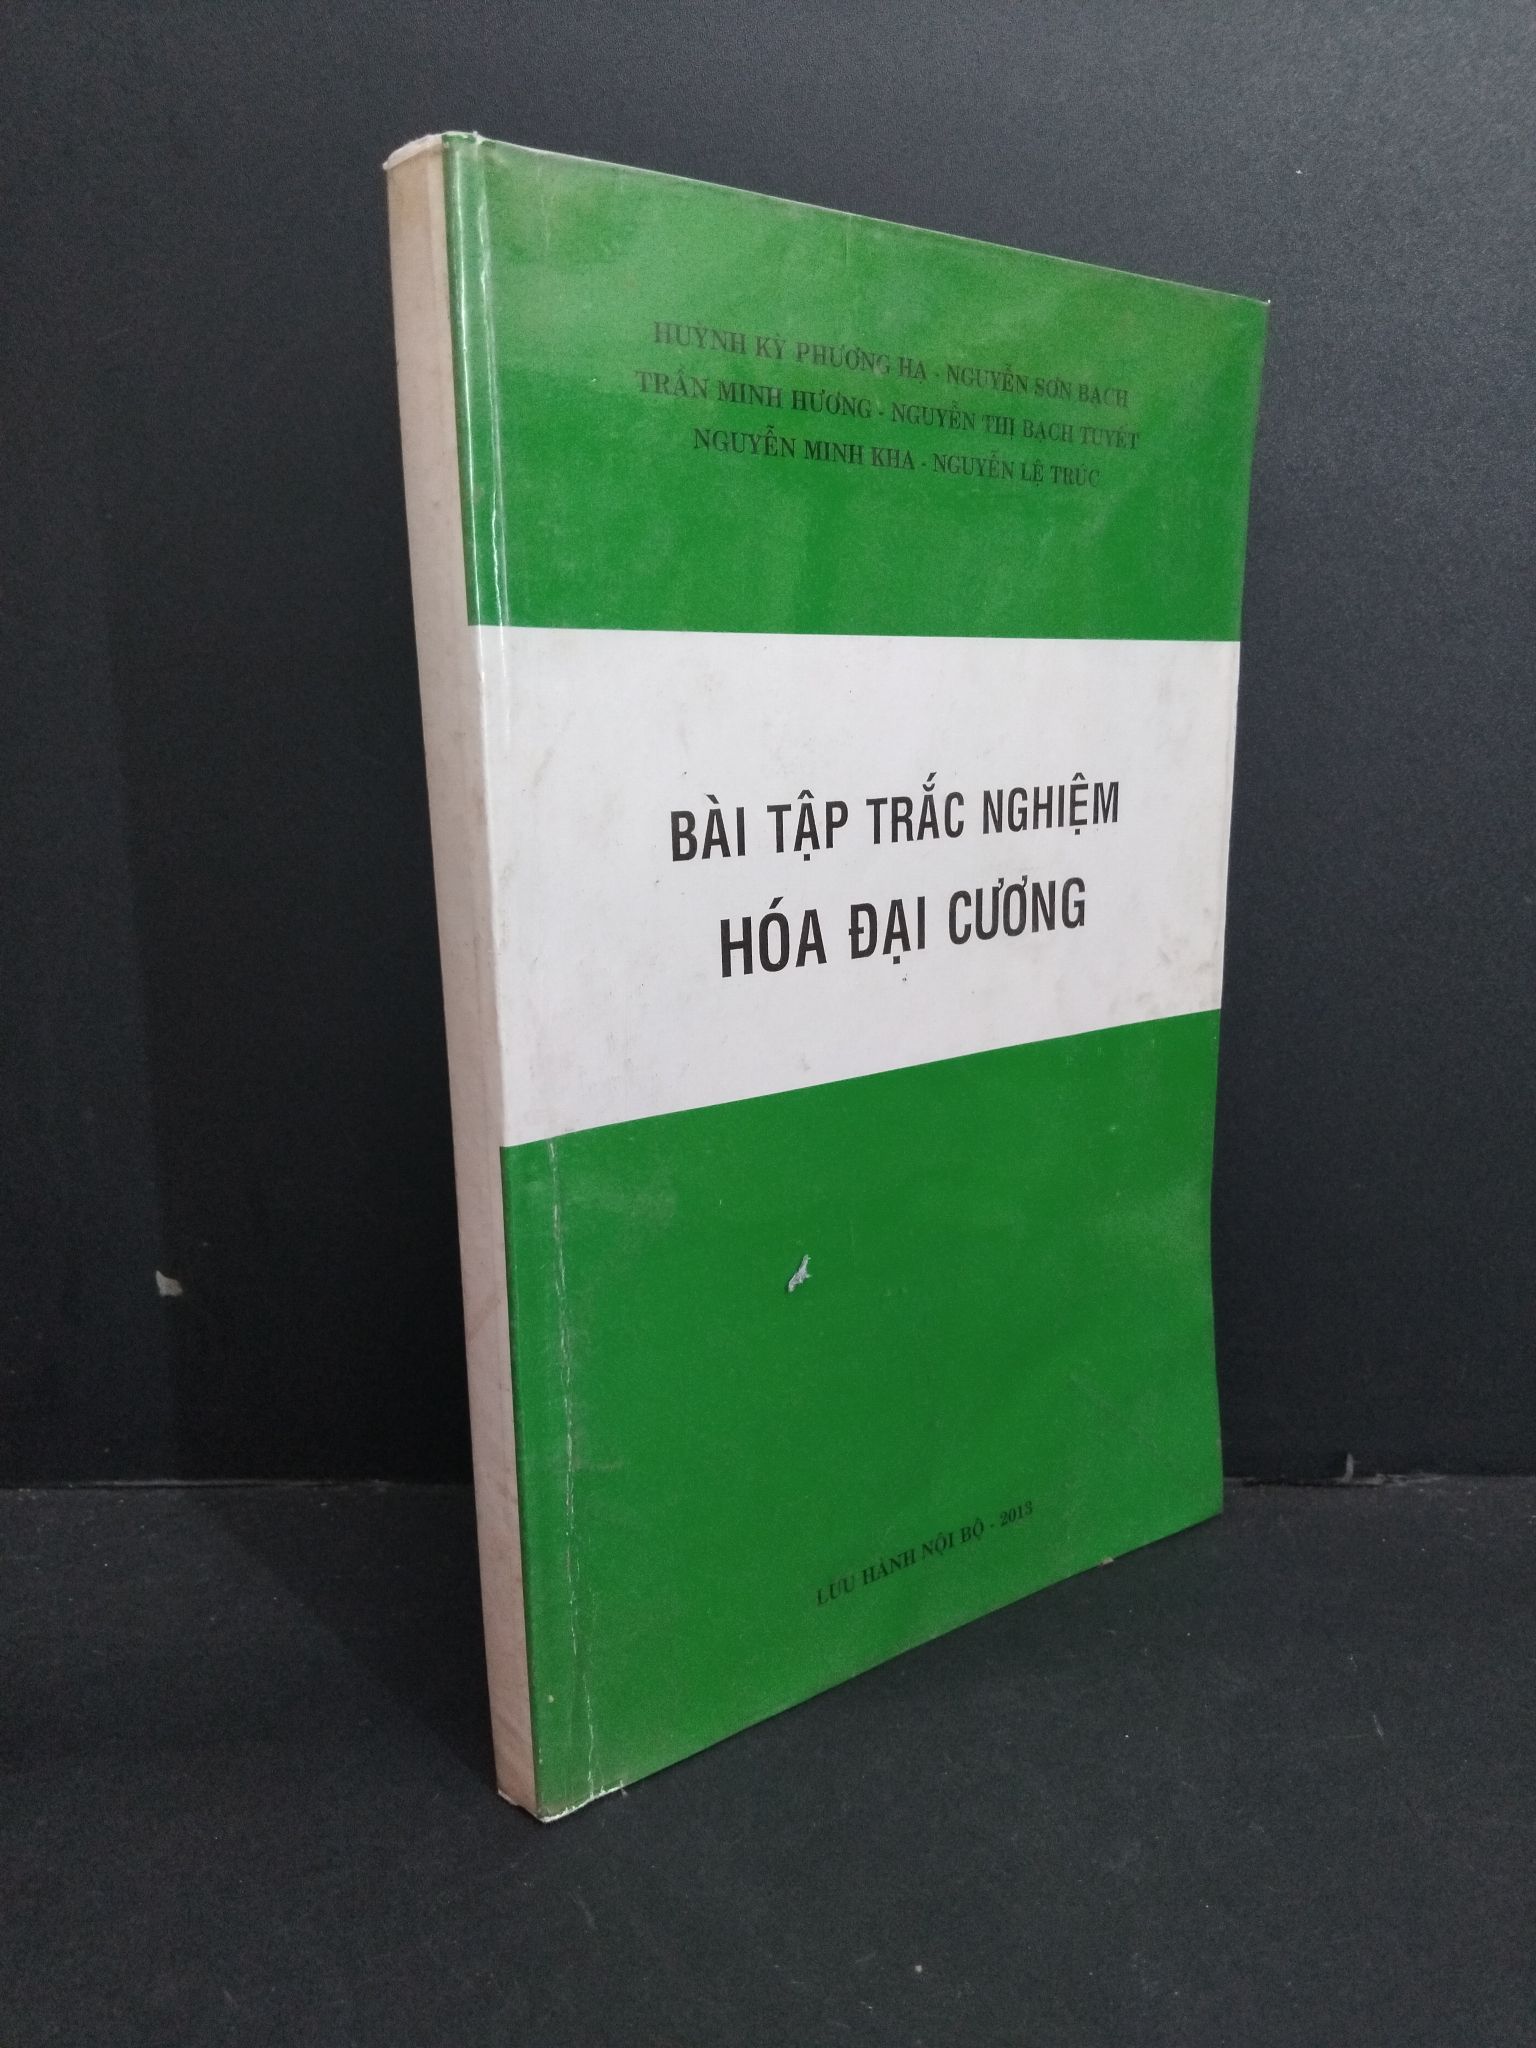 HUỲNH KỲ PHƯƠNG HẠ - NGUYỄN SƠN BẠCH
TRẦN MINH HƯƠNG - NGUYỄN THỊ BẠCH TUYẾT
NGUYỄN MINH KHA - NGUYỄN LỆ TRÚC
BÀI TẬP TRẮC NGHIỆM
HÓA ĐẠI CƯƠNG
LƯU HÀNH NỘI BỘ - 2013